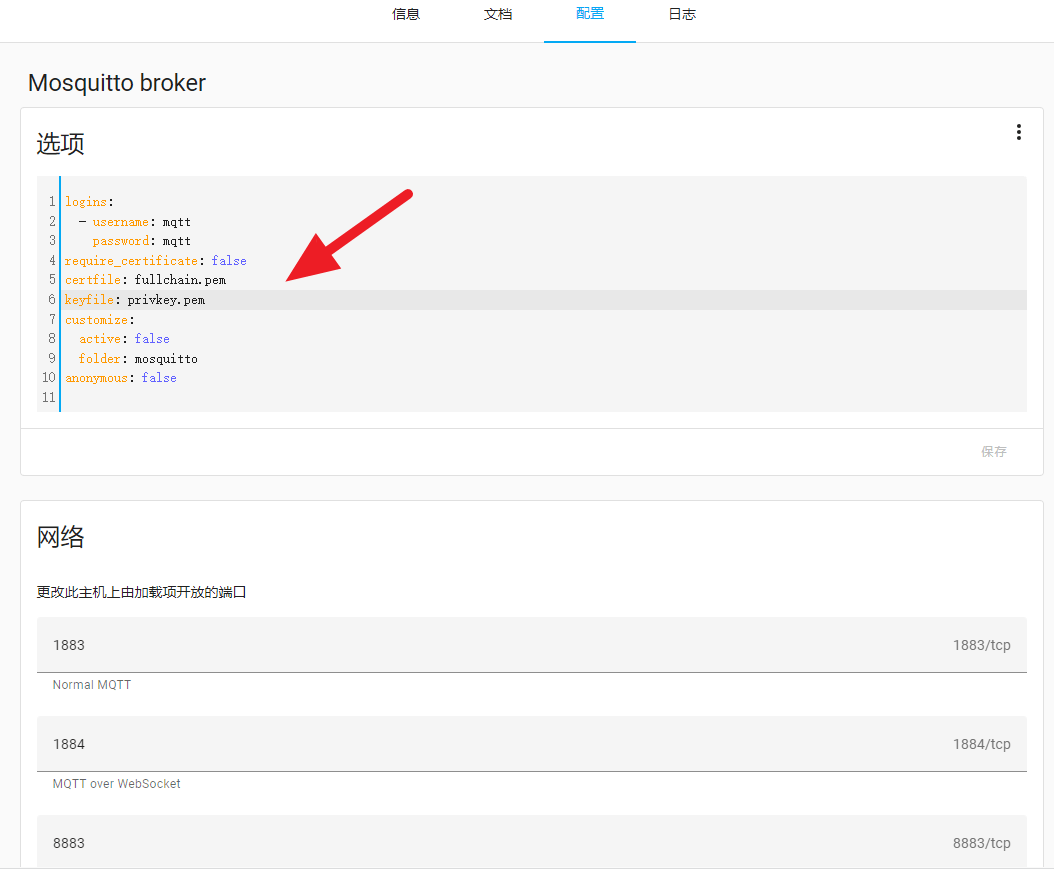 信息 文档 配置 日志
Mosquitto broker
选项
1 logins:
2 - username: mqtt
3 password: mqtt
4 require_certificate: false
5 certfile: fullchain.pem
6 keyfile: privkey.pem
7 customize:
8 active: false
9 folder: mosquitto
10 anonymous: false
11
保存
网络
更改此主机上由加载项开放的端口
1883 1883/tcp
Normal MQTT
1884 1884/tcp
MQTT over WebSocket
8883 8883/tcp